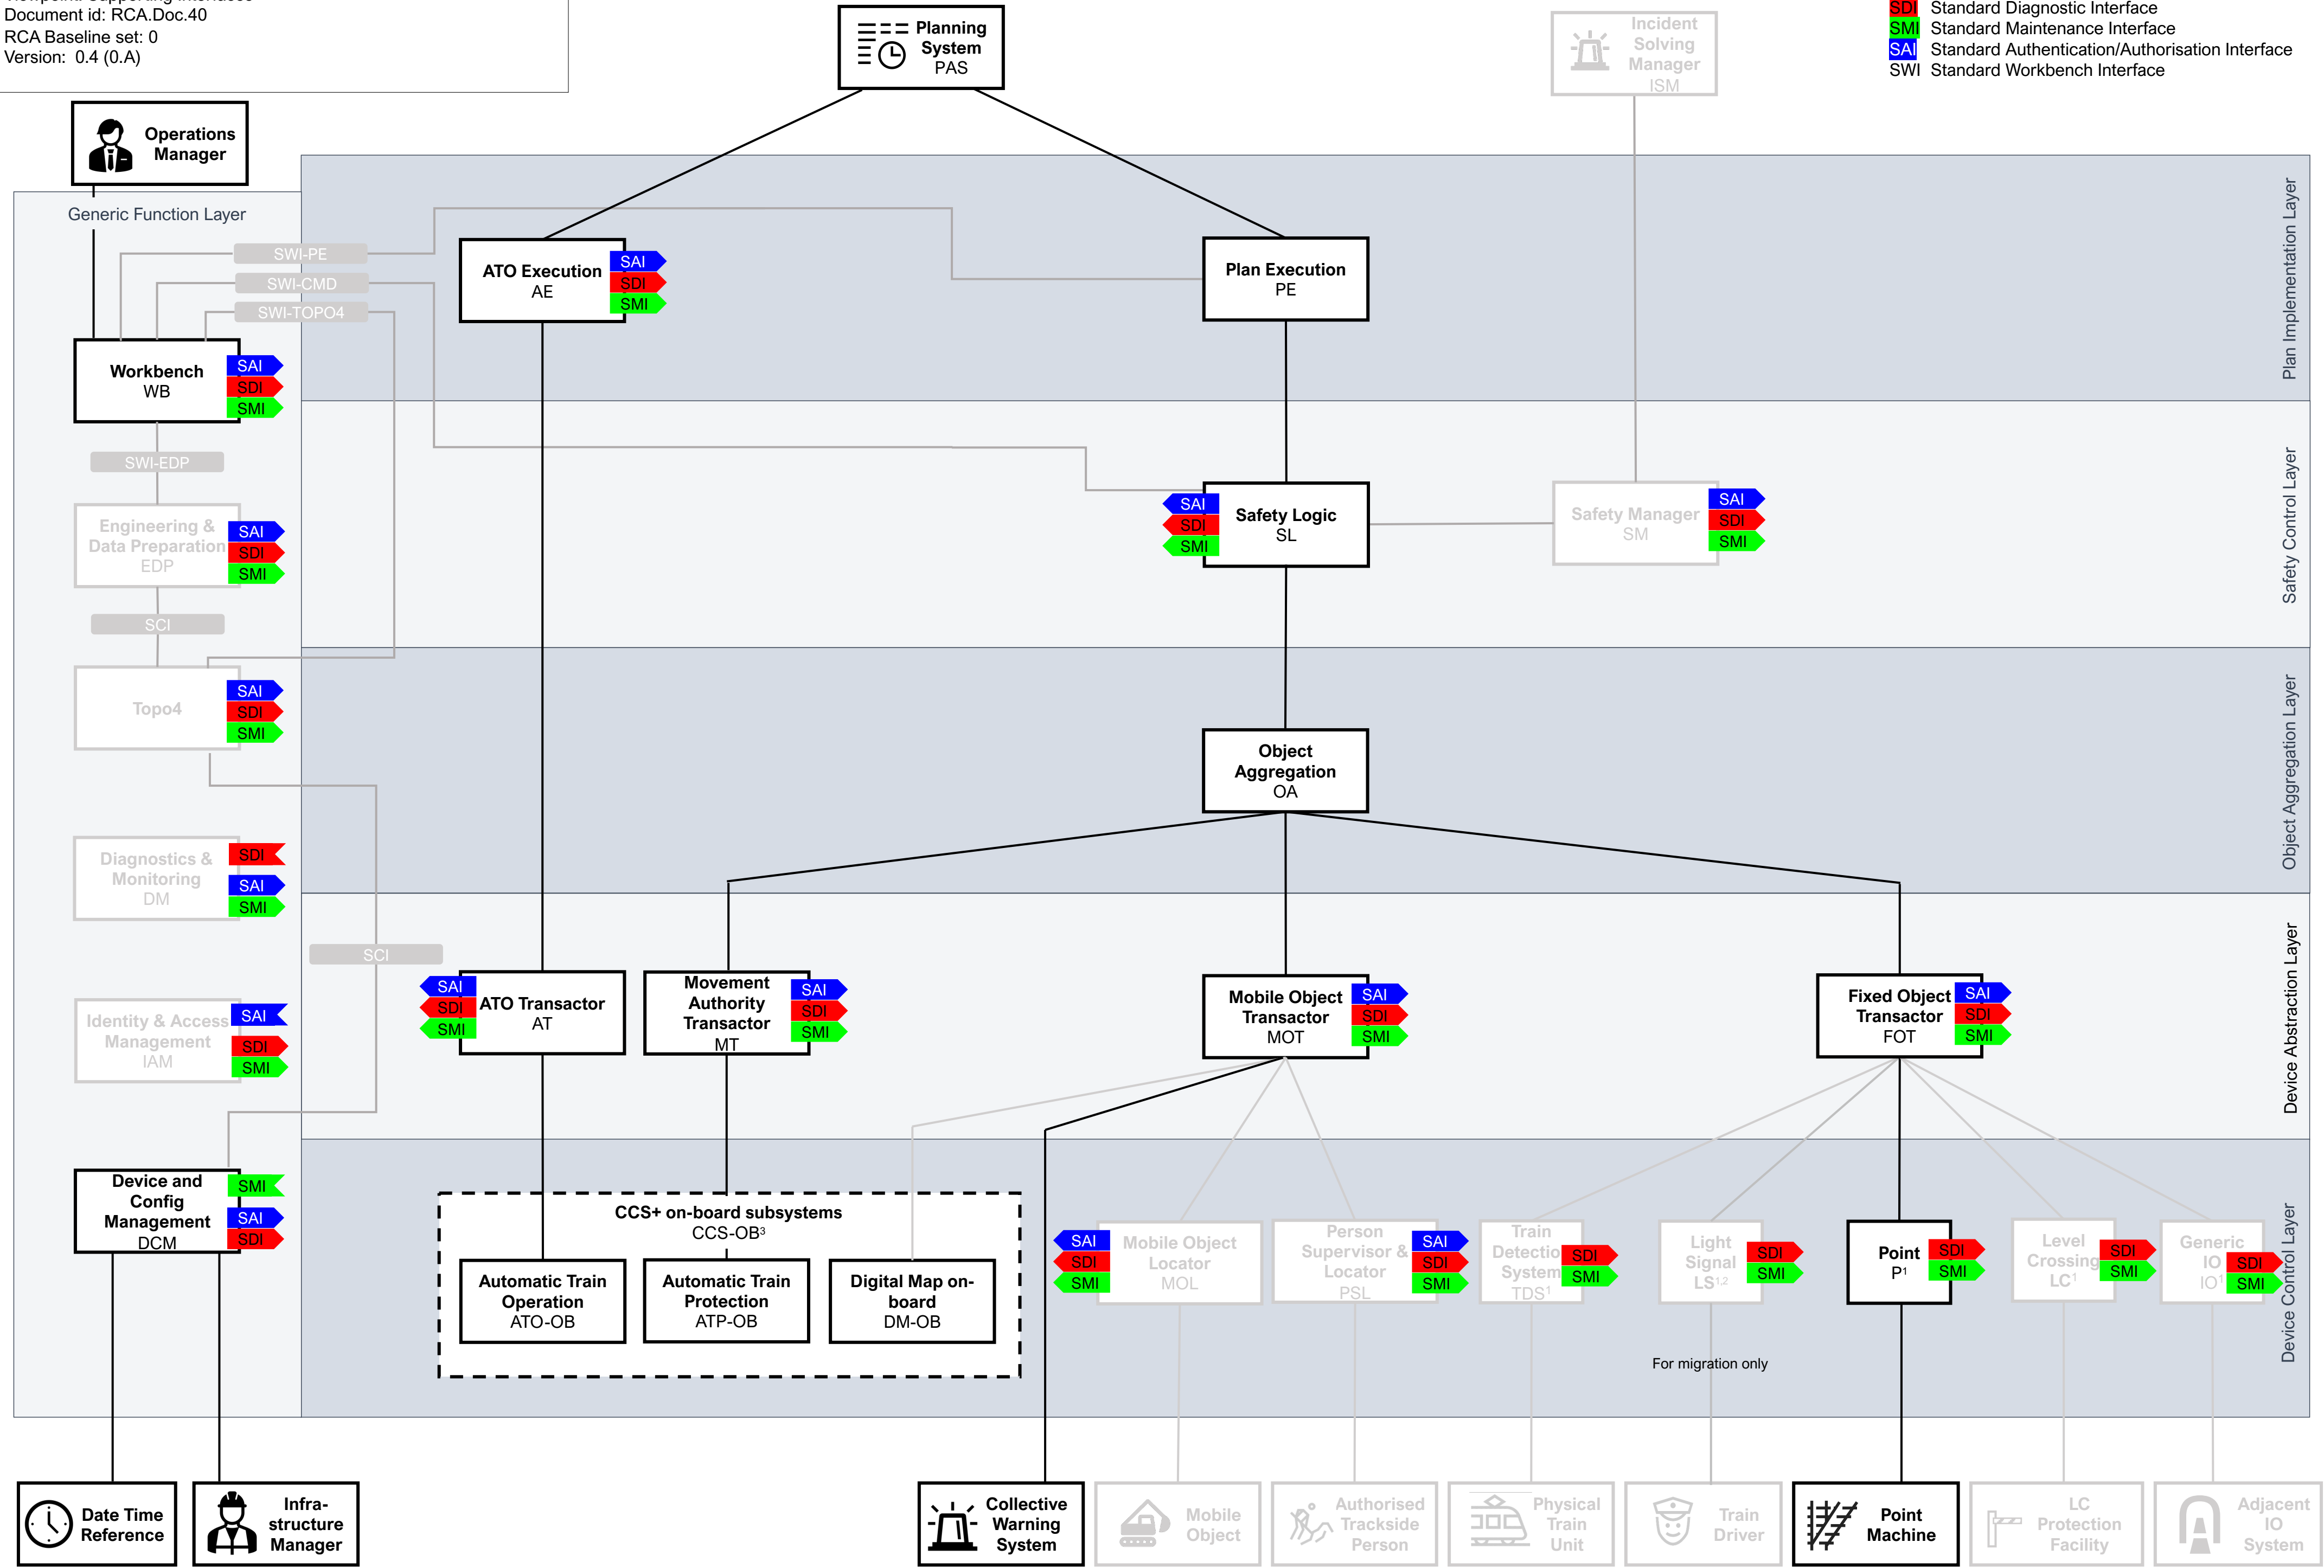 Viewpoint: Supporting Interfaces
Document id: RCA.Doc.40
RCA Baseline set: 0
Version:  0.4 (0.A)
Planning
System
PAS
Incident
Solving
Manager
ISM
SDI Standard Diagnostic Interface
SMI Standard Maintenance Interface
SAI Standard Authentication/Authorisation Interface
SWI Standard Workbench Interface
Operations
Manager
Generic Function Layer
Plan Implementation Layer
SWI-PE
SWI-CMD
SWI-TOPO4
ATO Execution
AE
SAI
SDI
SMI
Plan Execution
PE
Workbench
WB
SAI
SDI
SMI
SWI-EDP
Safety Control Layer
Engineering &
Data Preparation
EDP
SAI
SDI
SMI
SAI
SDI
SMI
Safety Logic
SL
Safety Manager
SM
SAI
SDI
SMI
SCI
Topo4
SAI
SDI
SMI
Object Aggregation Layer
Object
Aggregation
OA
Diagnostics &
Monitoring
DM
SDI
SAI
SMI
SCI
Device Abstraction Layer
Identity & Access
Management
IAM
SAI
SDI
SMI
SAI
SDI
SMI
ATO Transactor
AT
Movement
Authority
Transactor
MT
SAI
SDI
SMI
Mobile Object
Transactor
MOT
SAI
SDI
SMI
Fixed Object
Transactor
FOT
SAI
SDI
SMI
Device and
Config
Management
DCM
SMI
SAI
SDI
Device Control Layer
CCS+ on-board subsystems
CCS-OB³
Automatic Train
Operation
ATO-OB
Automatic Train
Protection
ATP-OB
Digital Map on-
board
DM-OB
SAI
SDI
SMI
Mobile Object
Locator
MOL
Person
Supervisor &
Locator
PSL
SAI
SDI
SMI
Train
Detectio
System
TDS¹
SDI
SMI
Light
Signal
LS¹,²
SDI
SMI
Point
P¹
SDI
SMI
Level
Crossing
LC¹
SDI
SMI
Generic
IO
IO¹
SDI
SMI
For migration only
Date Time
Reference
Infra-
structure
Manager
Collective
Warning
System
Mobile
Object
Authorised
Trackside
Person
Physical
Train
Unit
Train
Driver
Point
Machine
LC
Protection
Facility
Adjacent
IO
System